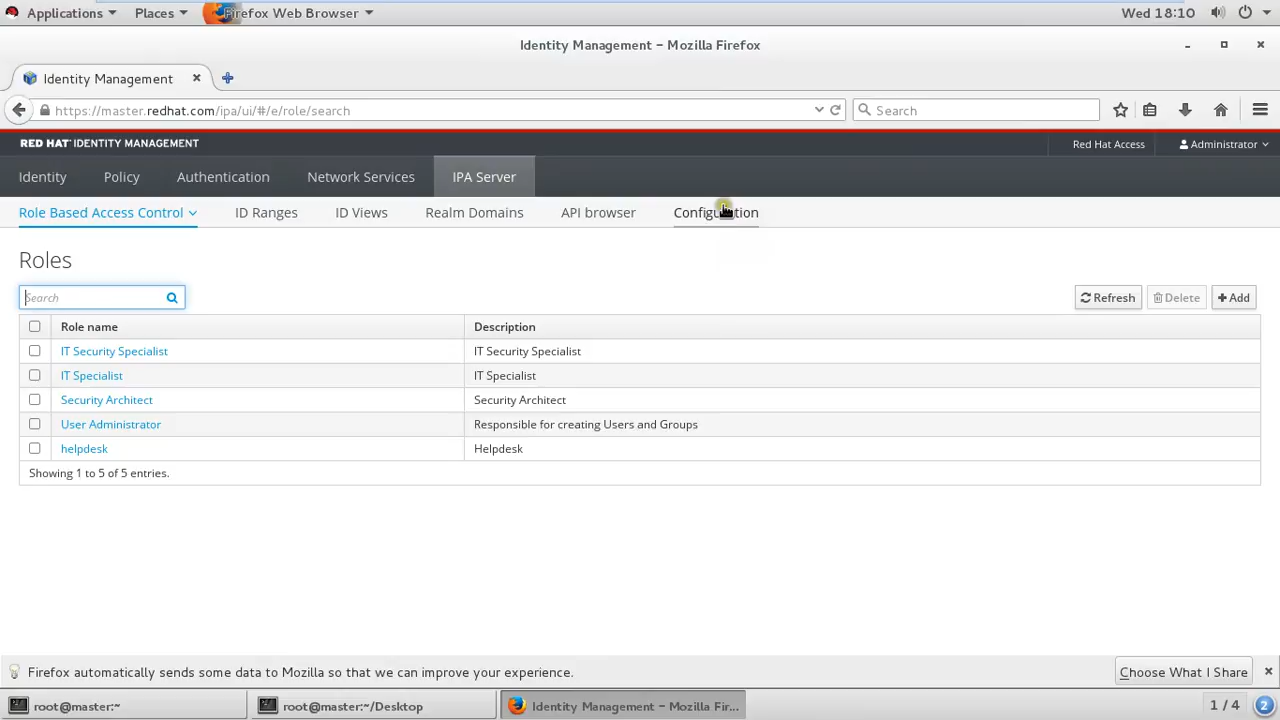 Applications Places Firefox Web Browser Wed 18:10
Identity Management - Mozilla Firefox
Identity Management
https://master.redhat.com/ipa/ui/#/e/role/search Search
RED HAT IDENTITY MANAGEMENT Red Hat Access Administrator
Identity Policy Authentication Network Services IPA Server
Role Based Access Control ID Ranges ID Views Realm Domains API browser Configuration
Roles
Search Refresh Delete Add
Role name Description
IT Security Specialist IT Security Specialist
IT Specialist IT Specialist
Security Architect Security Architect
User Administrator Responsible for creating Users and Groups
helpdesk Helpdesk
Showing 1 to 5 of 5 entries.
Firefox automatically sends some data to Mozilla so that we can improve your experience. Choose What I Share
root@master:~ root@master:~/Desktop Identity Management - Mozilla Fir... 1 / 4 2